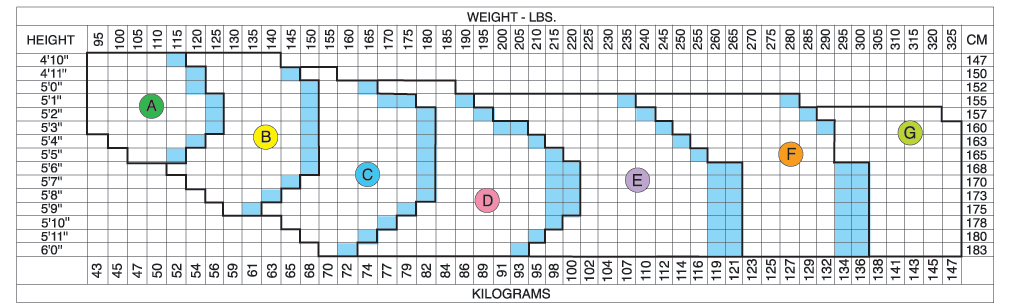 WEIGHT - LBS.
HEIGHT 95 100 105 110 115 120 125 130 135 140 150 155 160 165 170 175 180 185 190 195 200 205 210 215 220 225 230 235 240 245 250 255 260 265 270 275 280 285 290 295 300 305 310 315 320 325 CM
4'10" 147
4'11" 150
5'0" 152
5'1" 155
A
5'2" 157
5'3" B G 160
5'4" 163
5'5" F 165
5'6" 168
5'7" C E 170
5'8" 173
5'9" D 175
5'10" 178
5'11" 180
6'0" 183
43 45 47 50 52 54 56 59 61 63 65 68 70 72 74 77 79 82 84 86 89 91 93 95 98 100 102 104 107 110 112 114 116 119 121 123 125 127 129 132 134 136 138 141 143 145 147
KILOGRAMS